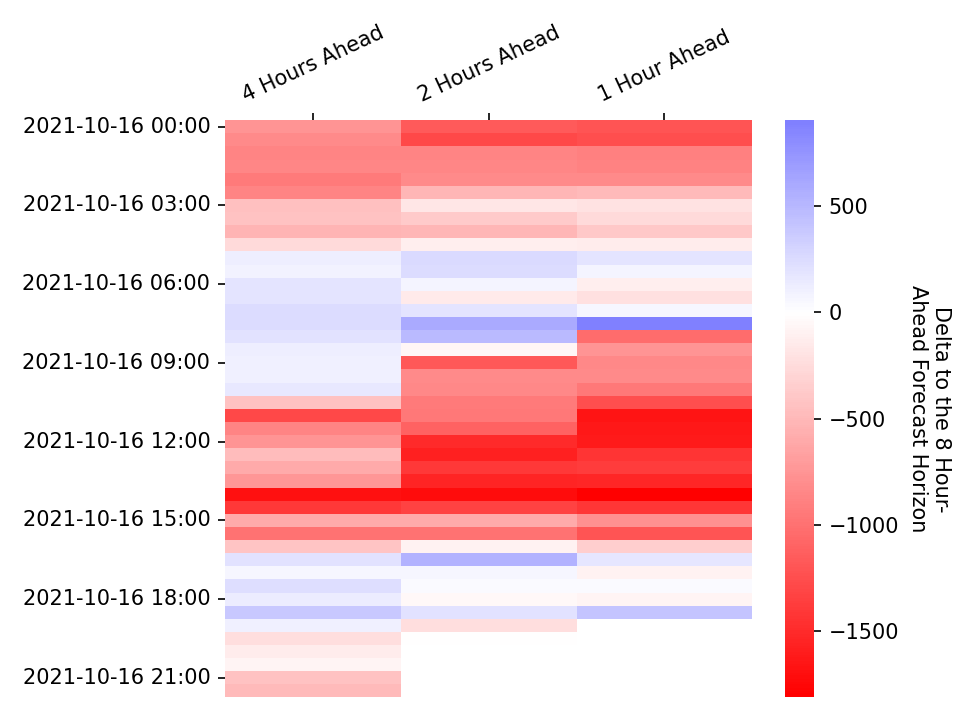 4 Hours Ahead
2 Hours Ahead
1 Hour Ahead
2021-10-16 00:00
2021-10-16 03:00
2021-10-16 06:00
2021-10-16 09:00
2021-10-16 12:00
2021-10-16 15:00
2021-10-16 18:00
2021-10-16 21:00
500
0
−500
−1000
−1500
Delta to the 8 Hour-
Ahead Forecast Horizon